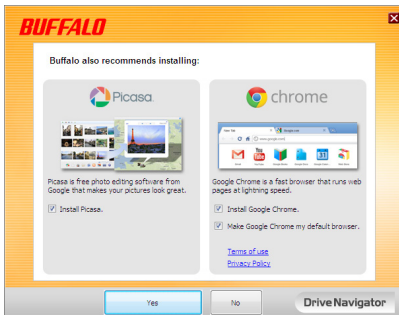 BUFFALO
Buffalo also recommends installing:
Picasa
chrome
Picasa is free photo editing software from
Google that makes your pictures look great.
Install Picasa.
Google Chrome is a fast browser that runs web
pages at lightning speed.
Install Google Chrome.
Make Google Chrome my default browser.
Terms of use
Privacy Policy
Yes
No
Drive Navigator